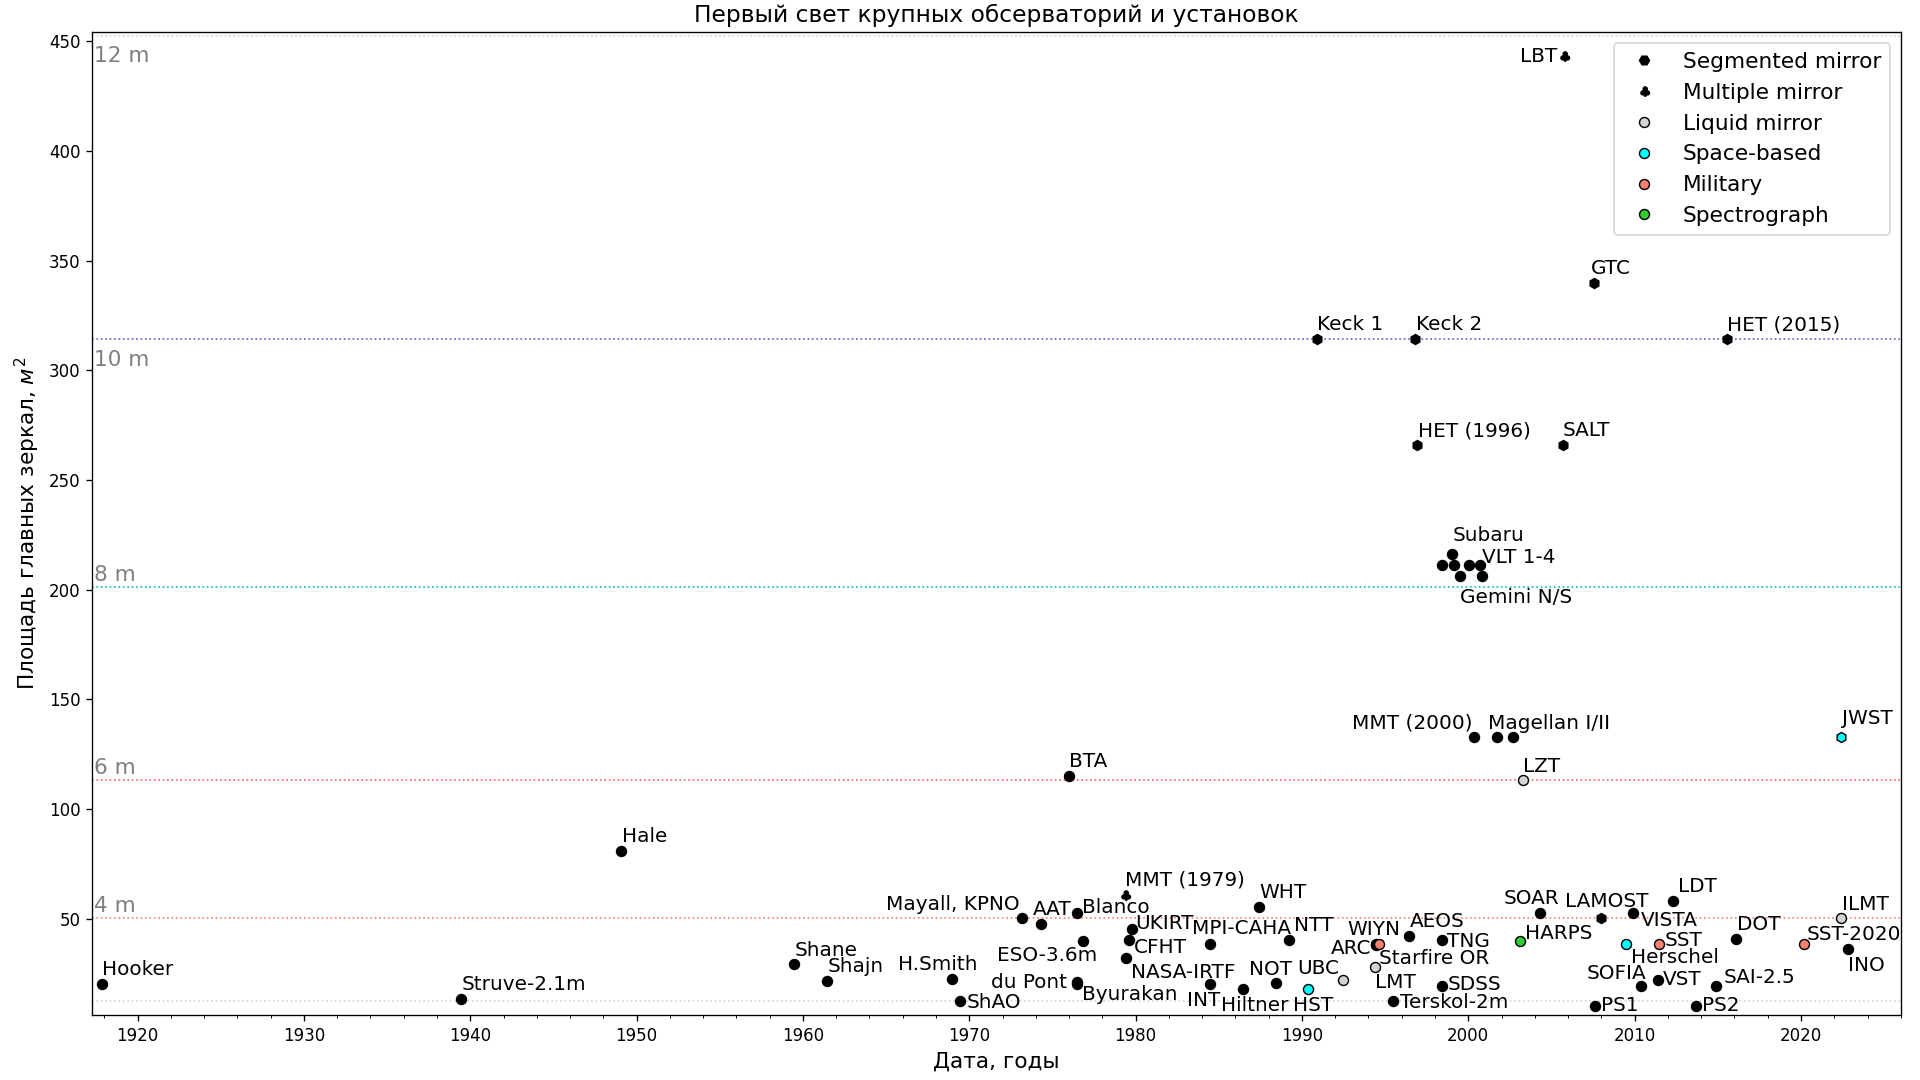 Первый свет крупных обсерваторий и установок
Площадь главных зеркал, м²
450
400
350
300
250
200
150
100
50
12 m
10 m
8 m
6 m
4 m
Segmented mirror
Multiple mirror
Liquid mirror
Space-based
Military
Spectrograph
LBT
GTC
Keck 1
Keck 2
HET (2015)
HET (1996)
SALT
Subaru
VLT 1-4
Gemini N/S
MMT (2000)
Magellan I/II
JWST
BTA
LZT
Hale
MMT (1979)
WHT
LDT
Mayall, KPNO
AAT
Blanco
SOAR
LAMOST
ILMT
UKIRT
MPI-CAHA
NTT
WIYN
AEOS
VISTA
DOT
HARPS
SST-2020
ESO-3.6m
CFHT
ARC
TNG
SST
Shane
Shajn
H.Smith
Starfire OR
Herschel
INO
Hooker
NASA-IRTF
NOT
UBC
SOFIA
Struve-2.1m
du Pont
Byurakan
LMT
SDSS
VST
SAI-2.5
ShAO
INT
Hiltner
HST
Terskol-2m
PS1
PS2
1920
1930
1940
1950
1960
1970
1980
1990
2000
2010
2020
Дата, годы